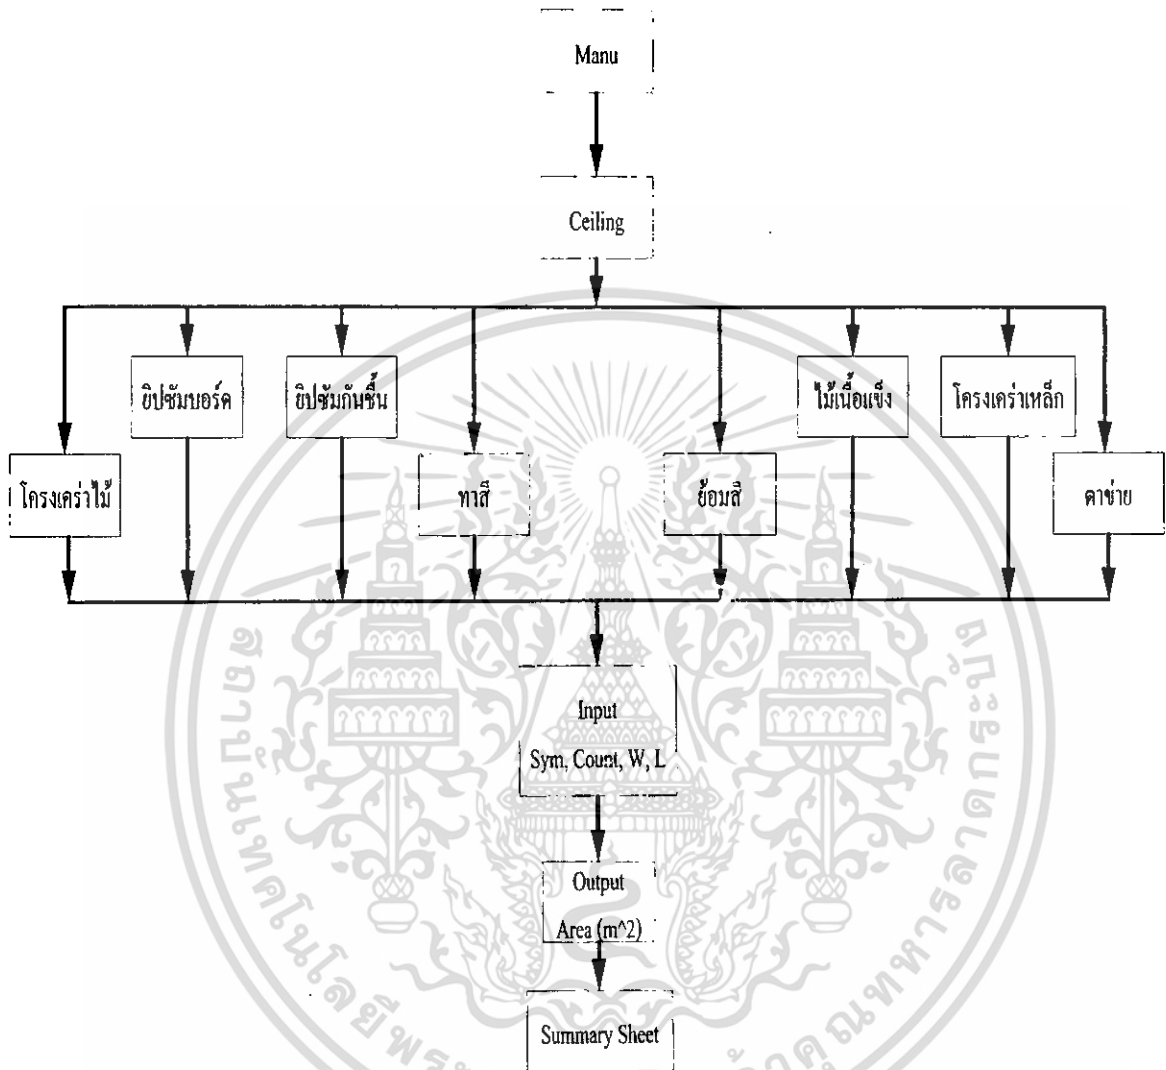 Manu
Ceiling
ยิปซัมบอร์ด
ยิปซัมกันชื้น
ไม้เนื้อแข็ง
โครงเคร่าเหล็ก
โครงเคร่าไม้
ทาสี
ย้อมสี
ตาข่าย
Input
Sym, Count, W, L
Output
Area (m^2)
Summary Sheet